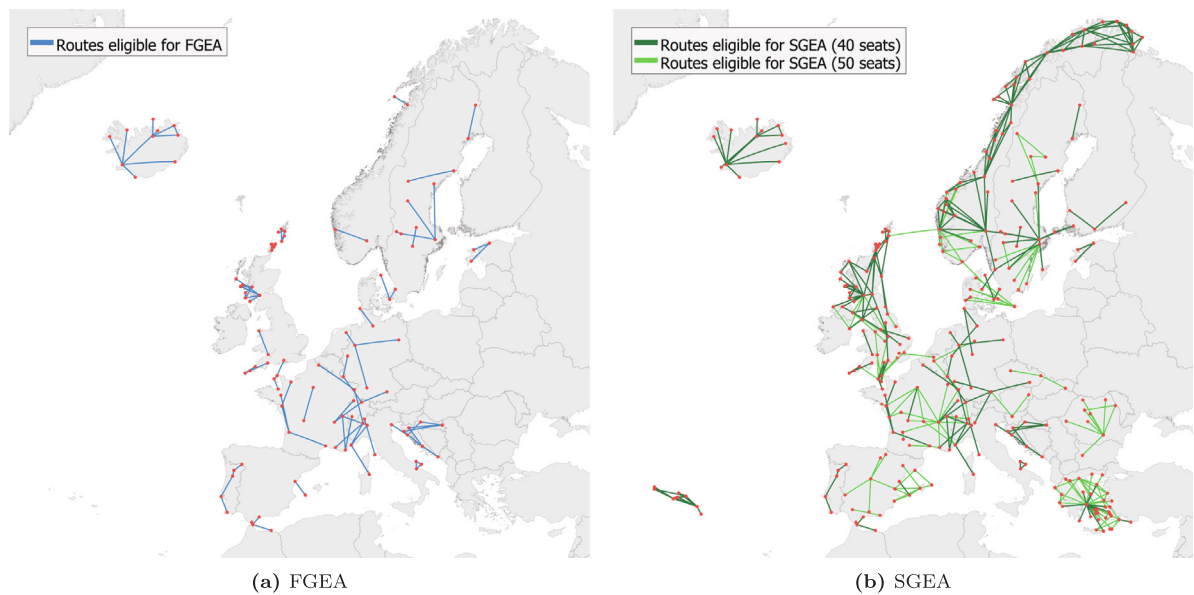 Routes eligible for FGEA
Routes eligible for SGEA (40 seats)
Routes eligible for SGEA (50 seats)
(a) FGEA
(b) SGEA